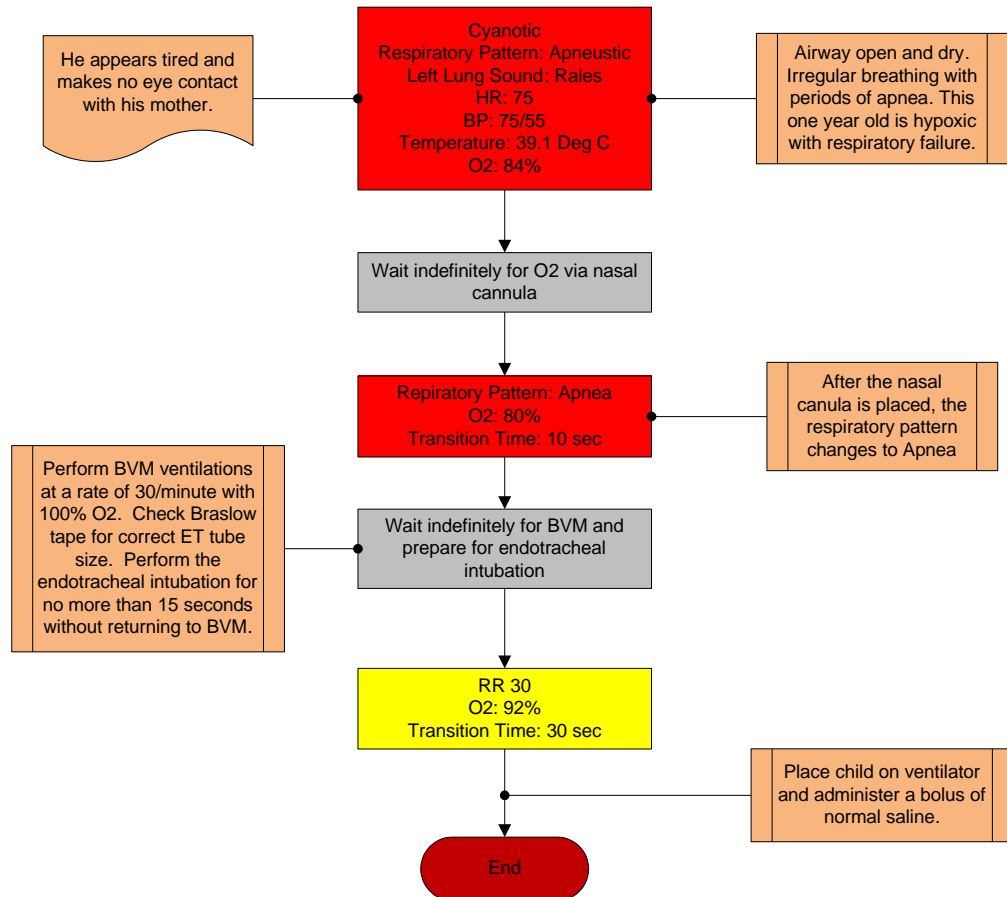 He appears tired and
makes no eye contact
with his mother.
Cyanotic
Respiratory Pattern: Apneustic
Left Lung Sound: Rales
HR: 75
BP: 75/55
Temperature: 39.1 Deg C
O2: 84%
Airway open and dry.
Irregular breathing with
periods of apnea. This
one year old is hypoxic
with respiratory failure.
Wait indefinitely for O2 via nasal
cannula
Repiratory Pattern: Apnea
O2: 80%
Transition Time: 10 sec
After the nasal
canula is placed, the
respiratory pattern
changes to Apnea
Perform BVM ventilations
at a rate of 30/minute with
100% O2.  Check Braslow
tape for correct ET tube
size.  Perform the
endotracheal intubation for
no more than 15 seconds
without returning to BVM.
Wait indefinitely for BVM and
prepare for endotracheal
intubation
RR 30
O2: 92%
Transition Time: 30 sec
Place child on ventilator
and administer a bolus of
normal saline.
End